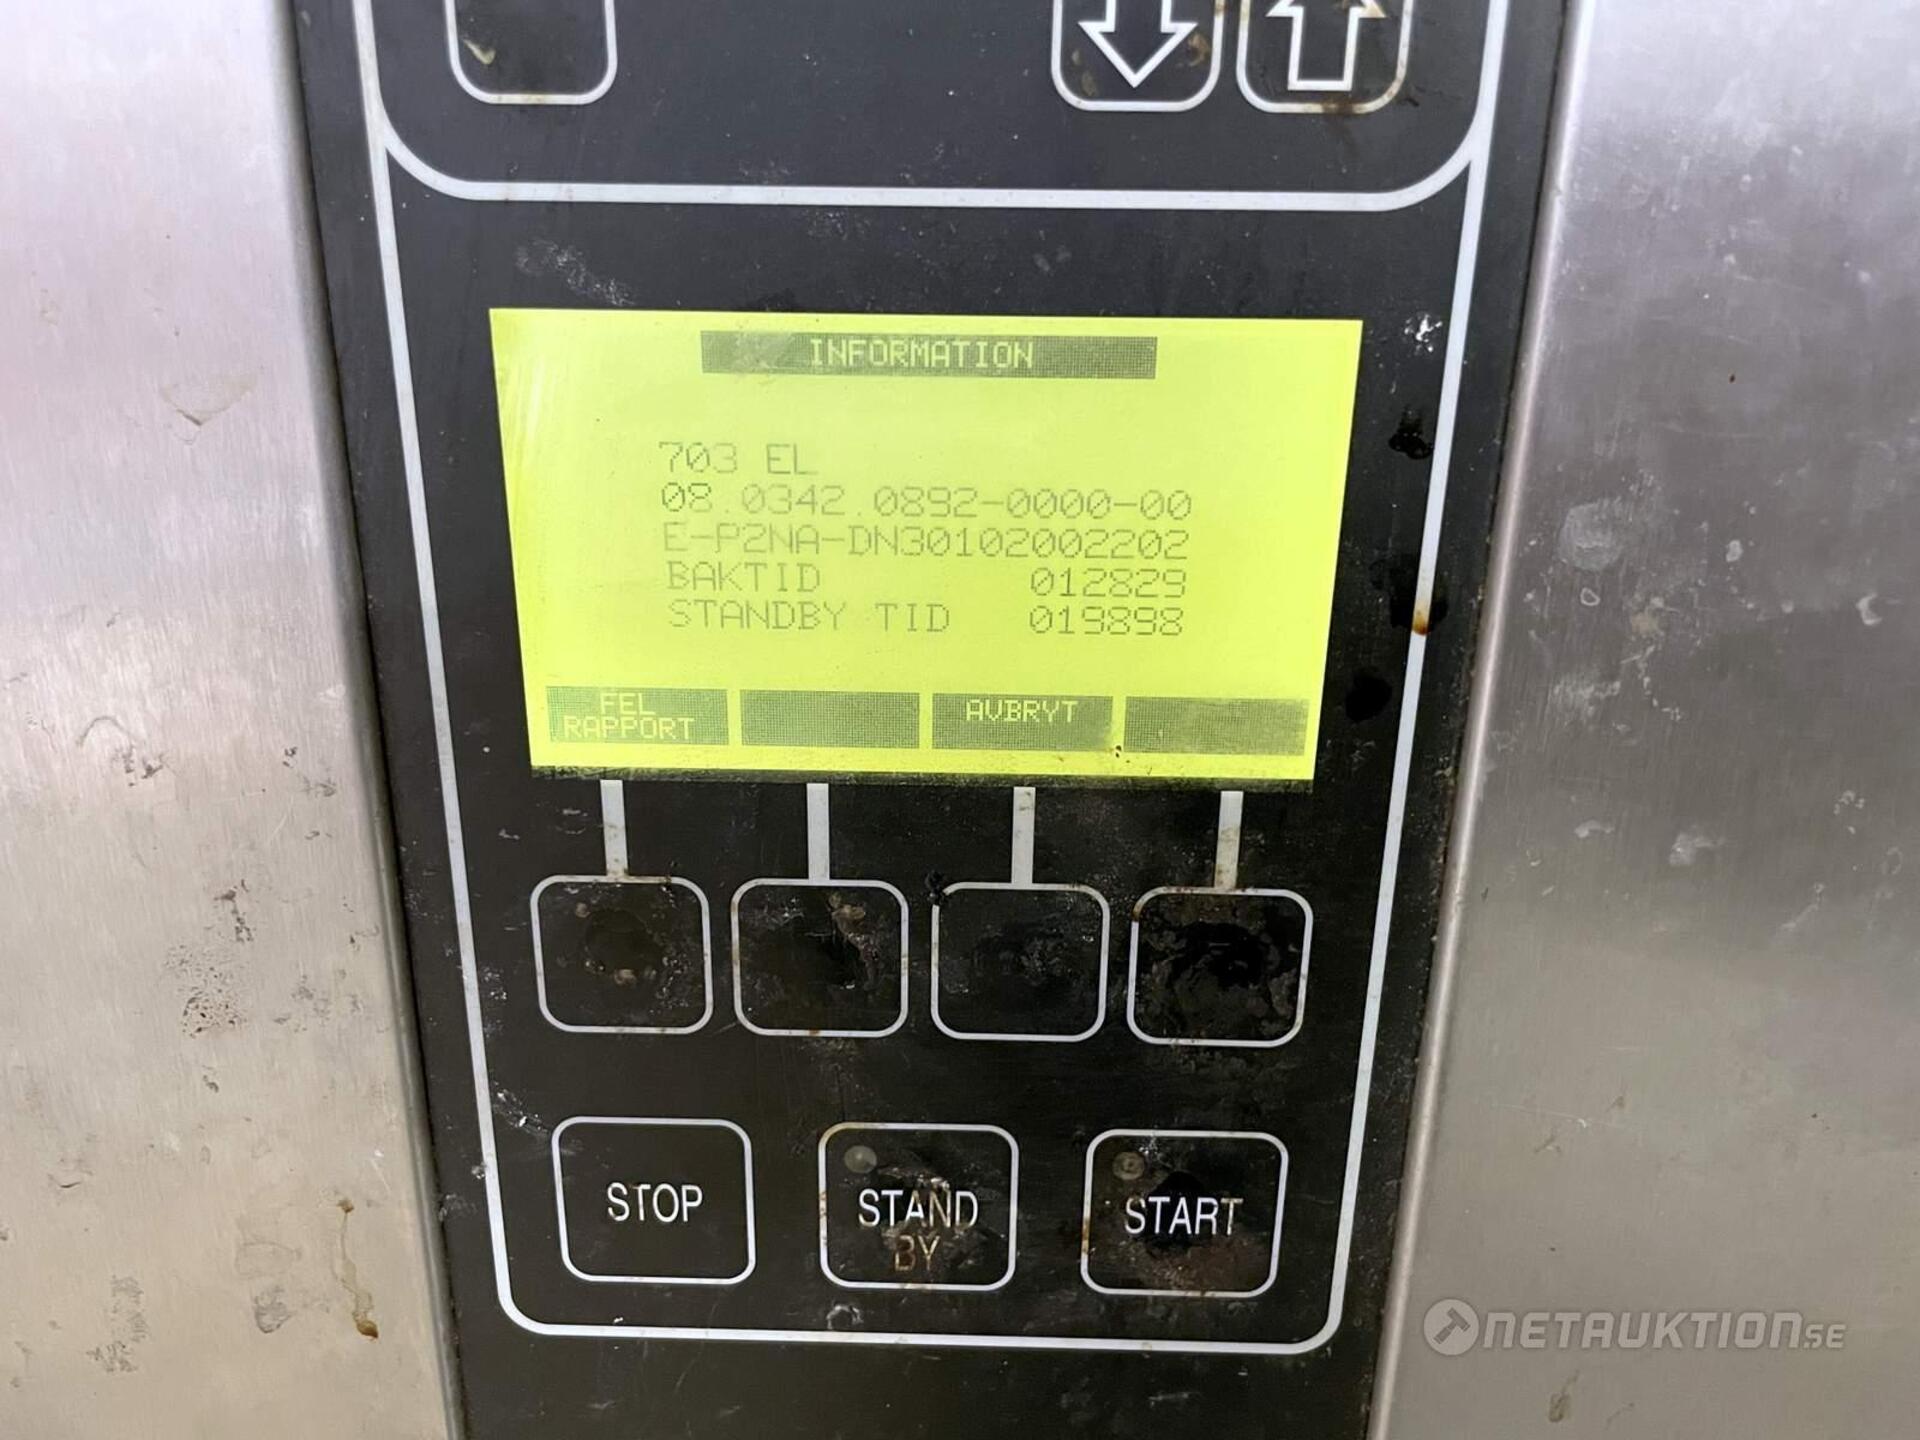 INFORMATION
703 EL
08.0342.0892-0000-00
E-P2NA-DN30102002202
BAKTID 012829
STANDBY TID 019898
FEL
RAPPORT
AVBRYT
STOP
STAND
BY
START
NETAUKTION.SE